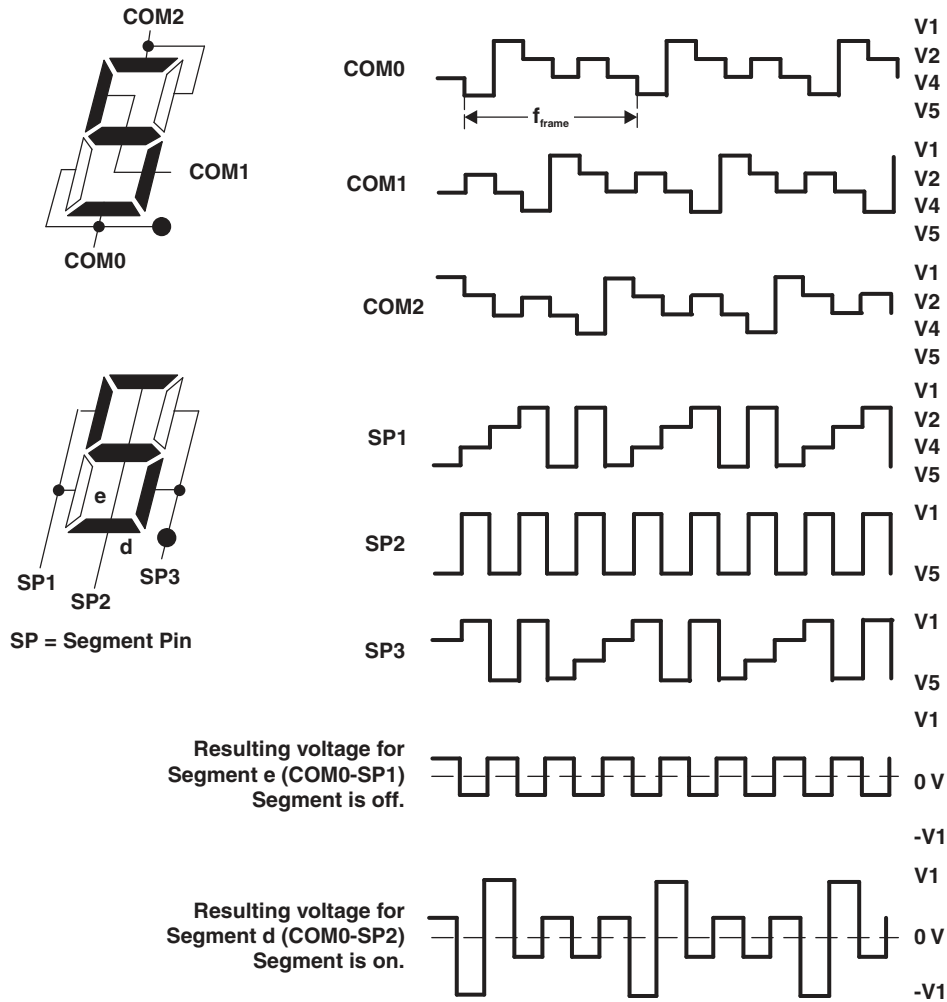 COM2
COM1
COM0
e
d
SP1
SP2
SP3
SP = Segment Pin
COM0
f frame
V1
V2
V4
V5
COM1
V1
V2
V4
V5
COM2
V1
V2
V4
V5
SP1
V1
V2
V4
V5
SP2
V1
V5
SP3
V1
V5
Resulting voltage for
Segment e (COM0-SP1)
Segment is off.
V1
0 V
-V1
Resulting voltage for
Segment d (COM0-SP2)
Segment is on.
V1
0 V
-V1